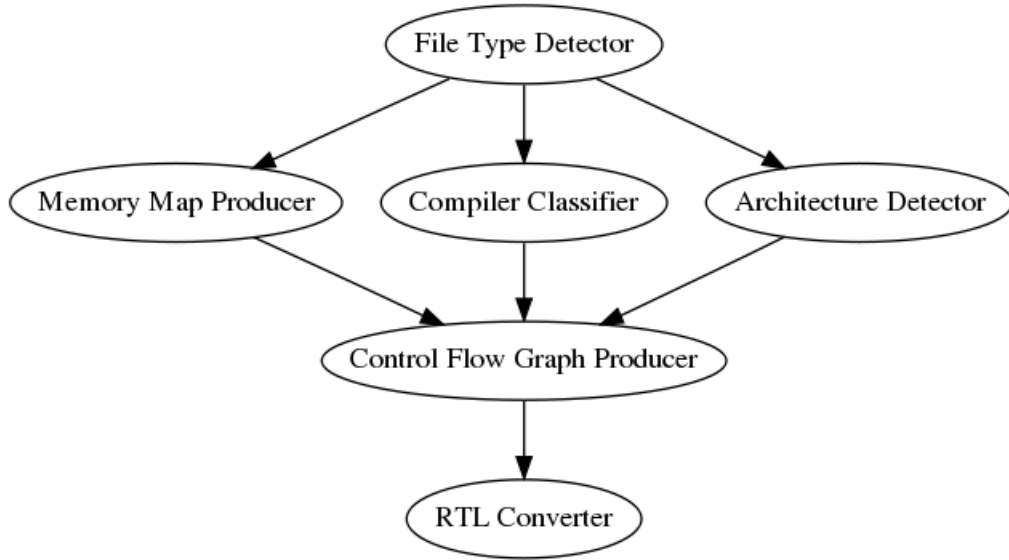 File Type Detector
Memory Map Producer
Compiler Classifier
Architecture Detector
Control Flow Graph Producer
RTL Converter